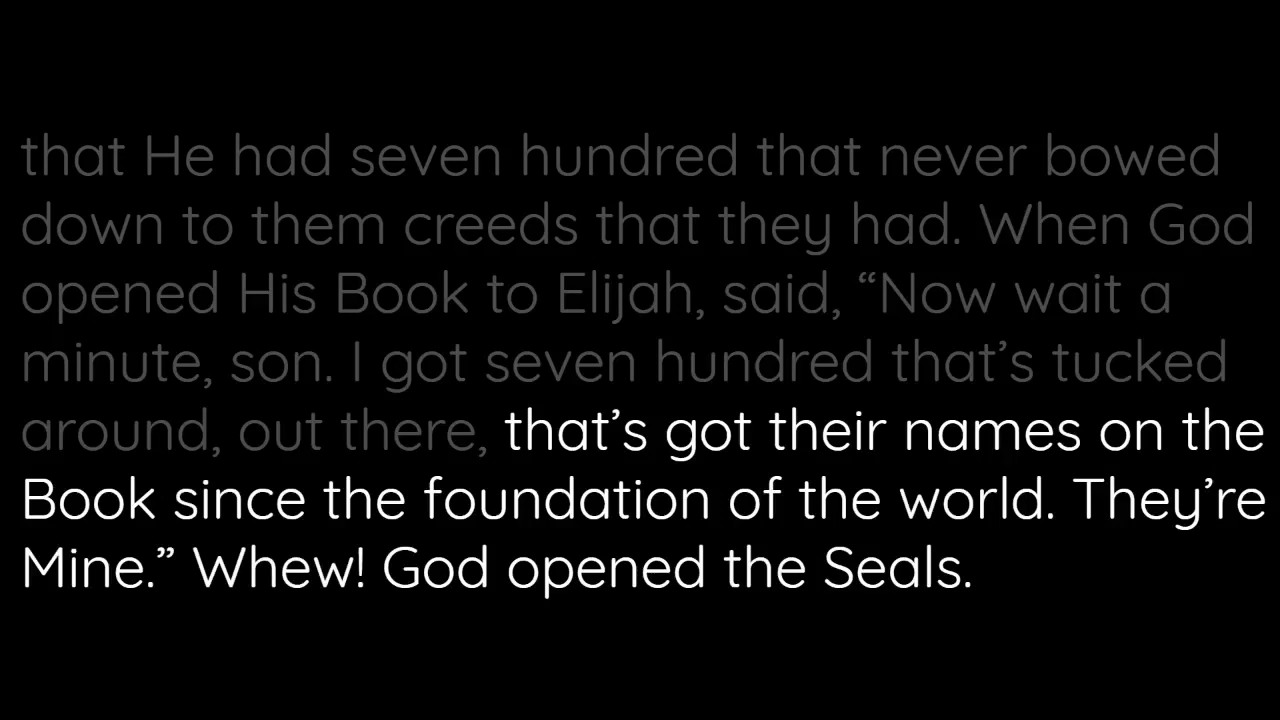 that He had seven hundred that never bowed
down to them creeds that they had. When God
opened His Book to Elijah, said, “Now wait a
minute, son. I got seven hundred that’s tucked
around, out there, that’s got their names on the
Book since the foundation of the world. They’re
Mine.” Whew! God opened the Seals.